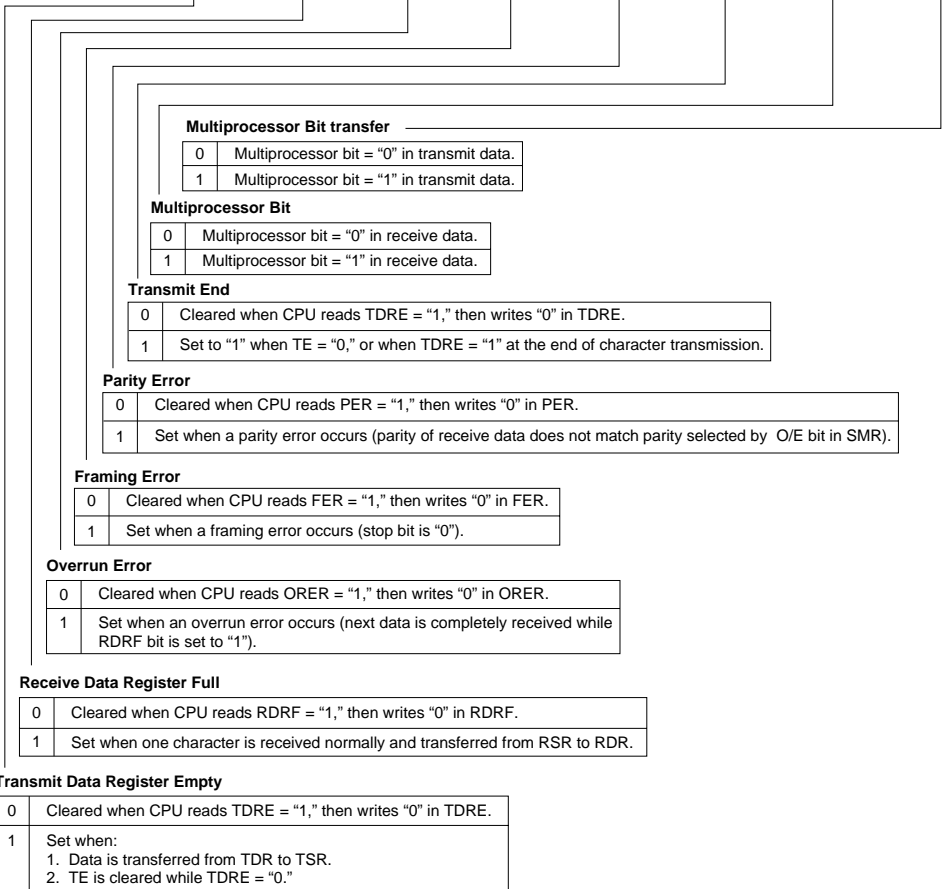 Multiprocessor Bit transfer
0 Multiprocessor bit = “0” in transmit data.
1 Multiprocessor bit = “1” in transmit data.
Multiprocessor Bit
0 Multiprocessor bit = “0” in receive data.
1 Multiprocessor bit = “1” in receive data.
Transmit End
0 Cleared when CPU reads TDRE = “1,” then writes “0” in TDRE.
1 Set to “1” when TE = “0,” or when TDRE = “1” at the end of character transmission.
Parity Error
0 Cleared when CPU reads PER = “1,” then writes “0” in PER.
1 Set when a parity error occurs (parity of receive data does not match parity selected by O/E bit in SMR).
Framing Error
0 Cleared when CPU reads FER = “1,” then writes “0” in FER.
1 Set when a framing error occurs (stop bit is “0”).
Overrun Error
0 Cleared when CPU reads ORER = “1,” then writes “0” in ORER.
1 Set when an overrun error occurs (next data is completely received while
RDRF bit is set to “1”).
Receive Data Register Full
0 Cleared when CPU reads RDRF = “1,” then writes “0” in RDRF.
1 Set when one character is received normally and transferred from RSR to RDR.
Transmit Data Register Empty
0 Cleared when CPU reads TDRE = “1,” then writes “0” in TDRE.
1 Set when:
1. Data is transferred from TDR to TSR.
2. TE is cleared while TDRE = “0.”